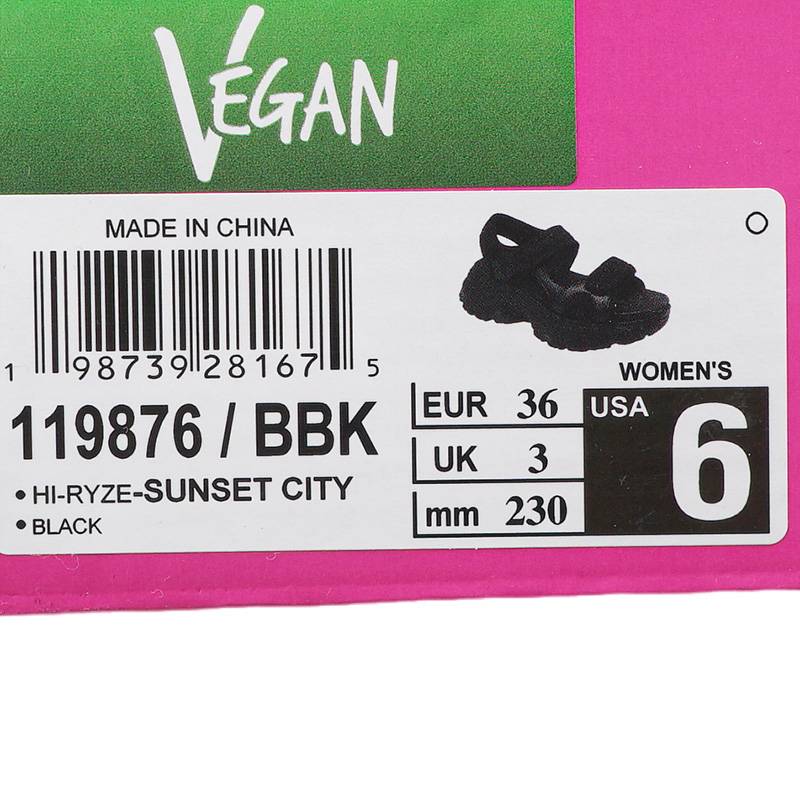 VEGAN
MADE IN CHINA
1 98739 28167 5
119876 / BBK
• HI-RYZE-SUNSET CITY
• BLACK
WOMEN'S
EUR 36
UK 3
mm 230
USA 6